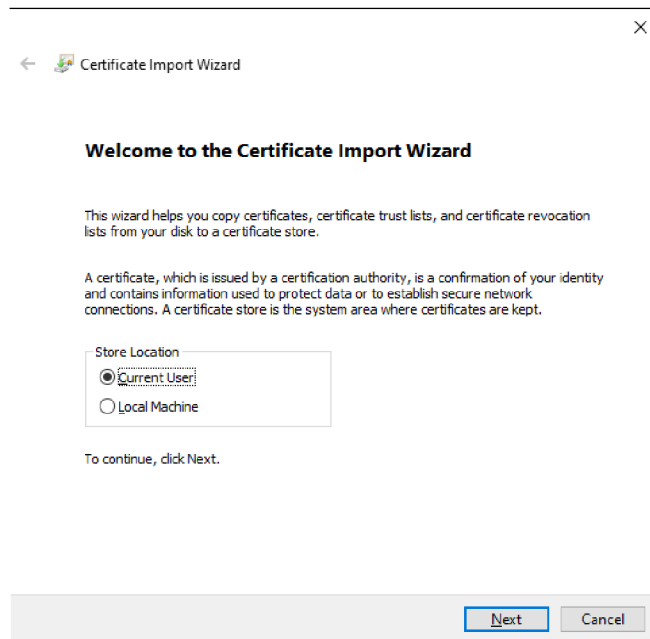 Certificate Import Wizard
Welcome to the Certificate Import Wizard
This wizard helps you copy certificates, certificate trust lists, and certificate revocation
lists from your disk to a certificate store.
A certificate, which is issued by a certification authority, is a confirmation of your identity
and contains information used to protect data or to establish secure network
connections. A certificate store is the system area where certificates are kept.
Store Location
Current User
Local Machine
To continue, click Next.
Next
Cancel